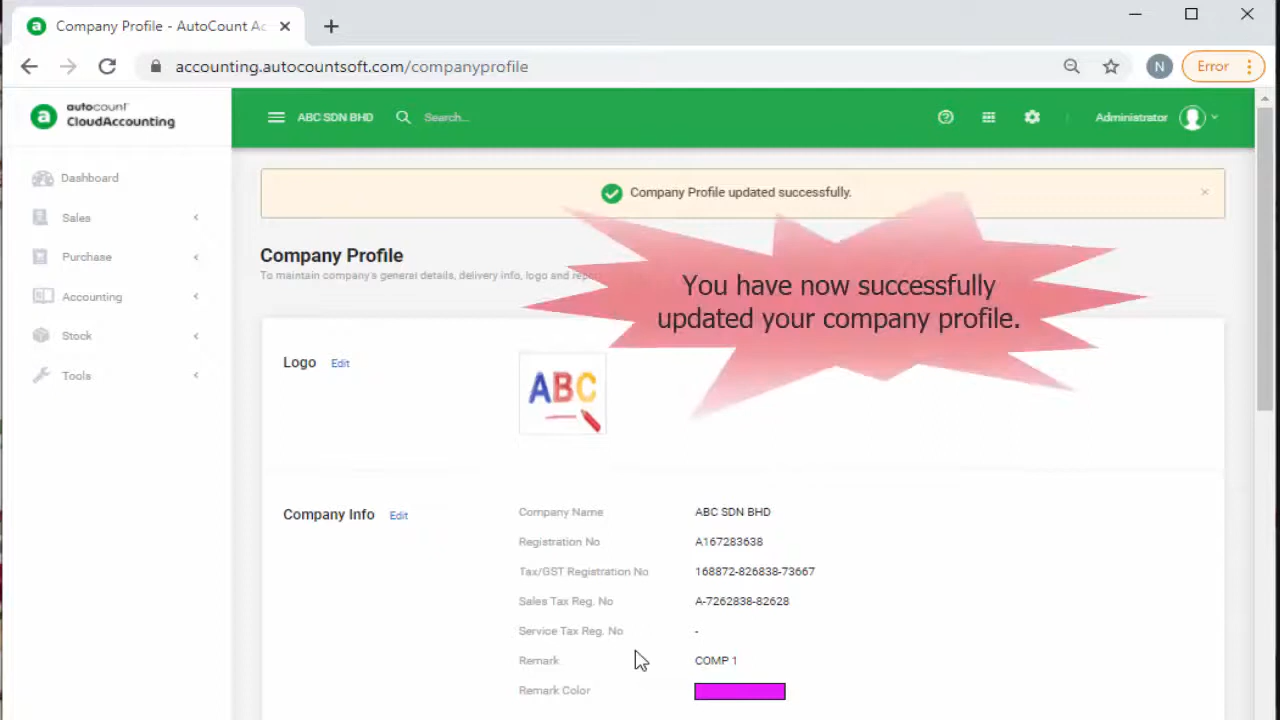 Company Profile - AutoCount Ac
accounting.autocountsoft.com/companyprofile
N
Error
a
autocount
CloudAccounting
ABC SDN BHD
Search...
Administrator
Dashboard
Sales
Purchase
Accounting
Stock
Tools
Company Profile updated successfully.
Company Profile
To maintain company's general details, delivery info, logo and
You have now successfully
updated your company profile.
Logo Edit
ABC
Company Info Edit
Company Name ABC SDN BHD
Registration No A167283638
Tax/GST Registration No 168872-826838-73667
Sales Tax Reg. No A-7262838-82628
Service Tax Reg. No -
Remark COMP 1
Remark Color